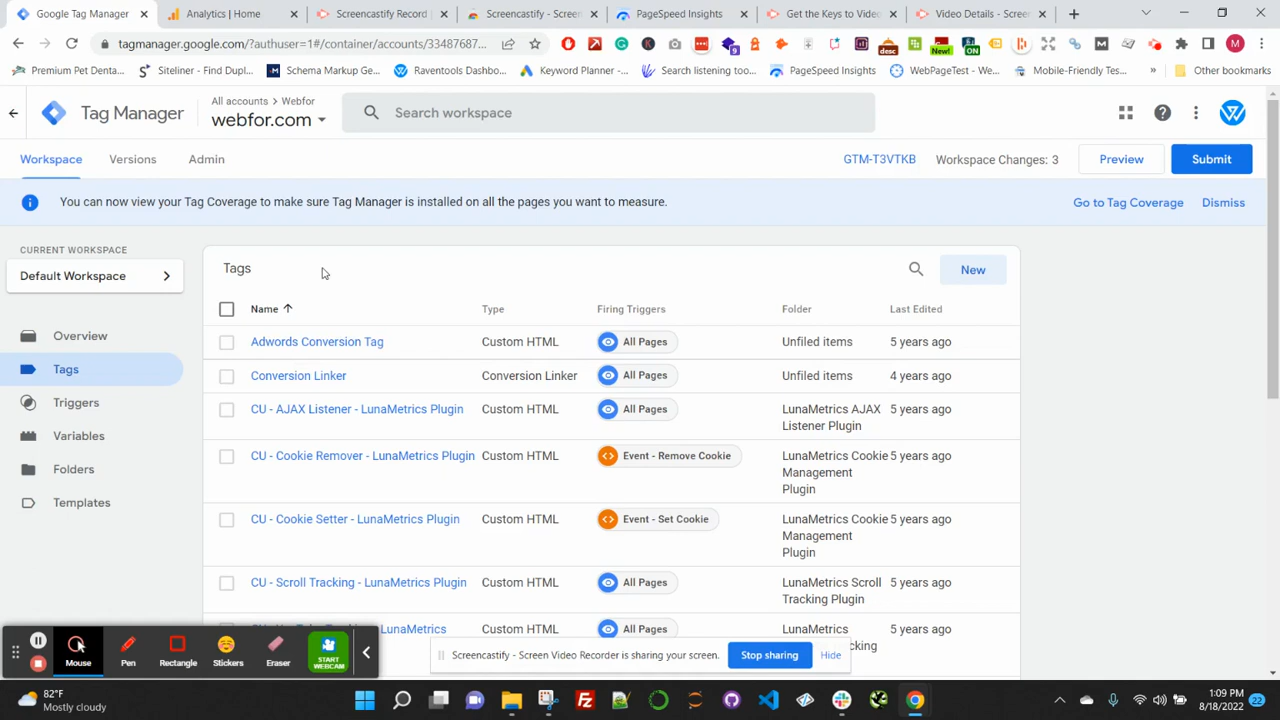 Google Tag Manager
Analytics | Home
Screencastify Record
Screencastify - Screen
PageSpeed Insights
Get the Keys to Video
Video Details - Screen
tagmanager.google.com/?authuser=1#/container/accounts/33487687...
New!
ON
desc
9
M
Premium Pet Denta...
Siteliner - Find Dupl...
Schema Markup Ge...
Raventools Dashbo...
Keyword Planner -...
Search listening too...
PageSpeed Insights
WebPageTest - We...
Mobile-Friendly Tes...
»
Other bookmarks
Tag Manager
All accounts > Webfor
webfor.com
Search workspace
Workspace
Versions
Admin
GTM-T3VTKB
Workspace Changes: 3
Preview
Submit
You can now view your Tag Coverage to make sure Tag Manager is installed on all the pages you want to measure.
Go to Tag Coverage
Dismiss
CURRENT WORKSPACE
Default Workspace
Overview
Tags
Triggers
Variables
Folders
Templates
Tags
New
Name
Type
Firing Triggers
Folder
Last Edited
Adwords Conversion Tag
Custom HTML
All Pages
Unfiled items
5 years ago
Conversion Linker
Conversion Linker
All Pages
Unfiled items
4 years ago
CU - AJAX Listener - LunaMetrics Plugin
Custom HTML
All Pages
LunaMetrics AJAX
Listener Plugin
5 years ago
CU - Cookie Remover - LunaMetrics Plugin
Custom HTML
Event - Remove Cookie
LunaMetrics Cookie
Management
Plugin
5 years ago
CU - Cookie Setter - LunaMetrics Plugin
Custom HTML
Event - Set Cookie
LunaMetrics Cookie
Management
Plugin
5 years ago
CU - Scroll Tracking - LunaMetrics Plugin
Custom HTML
All Pages
LunaMetrics Scroll
Tracking Plugin
5 years ago
LunaMetrics
Custom HTML
All Pages
LunaMetrics
5 years ago
Mouse
Pen
Rectangle
Stickers
Eraser
START
WEBCAM
Screencastify - Screen Video Recorder is sharing your screen.
Stop sharing
Hide
82°F
Mostly cloudy
1:09 PM
8/18/2022
22